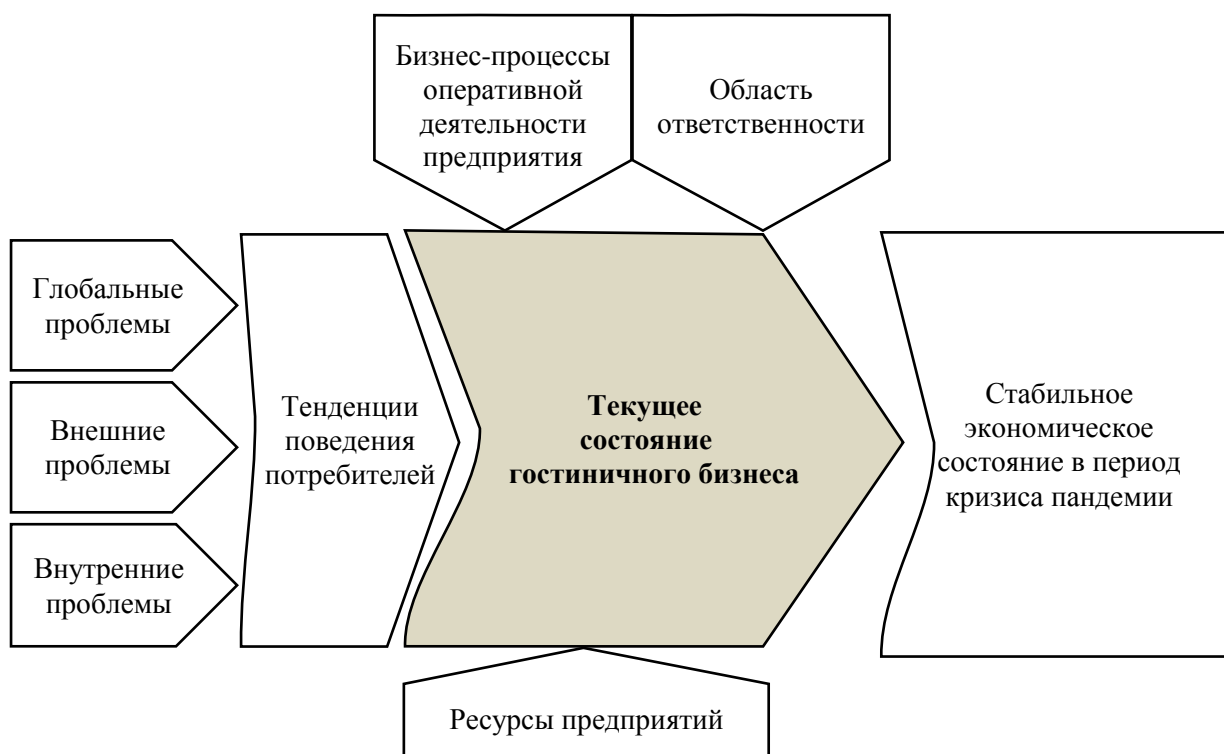 Бизнес-процессы
оперативной
деятельности
предприятия
Область
ответственности
Глобальные
проблемы
Внешние
проблемы
Внутренние
проблемы
Тенденции
поведения
потребителей
Текущее
состояние
гостиничного бизнеса
Стабильное
экономическое
состояние в период
кризиса пандемии
Ресурсы предприятий